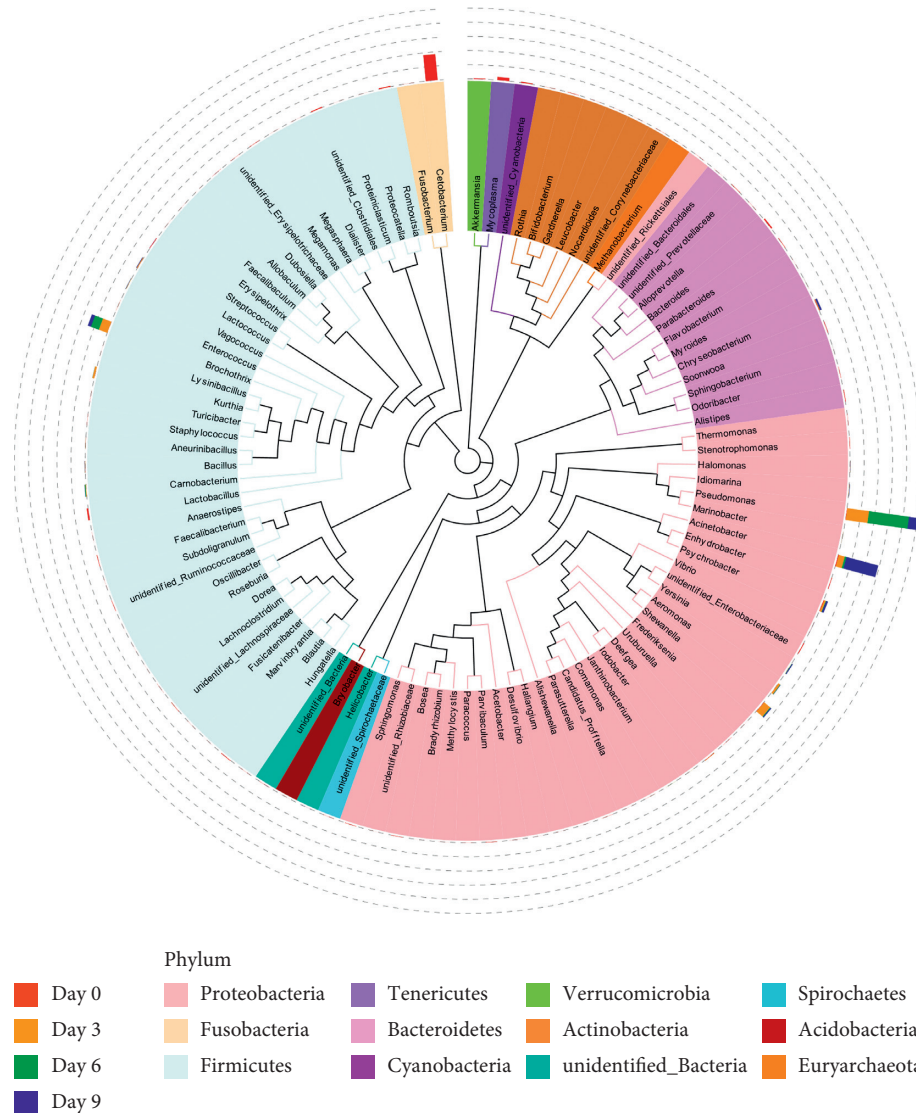 Akkermansia
Mycoplasma
unidentified_Cyanobacteria
Rothia
Bifidobacterium
Gardnerella
Leucobacter
Nocardioides
unidentified_Corynebacteriaceae
Methanobacterium
unidentified_Rickettsiales
unidentified_Bacteroidales
unidentified_Prevotellaceae
Alloprevotella
Bacteroides
Parabacteroides
Flavobacterium
Myroides
Chryseobacterium
Soonwooa
Sphingobacterium
Odoribacter
Alistipes
Thermomonas
Stenotrophomonas
Halomonas
Idiomarina
Pseudomonas
Marinobacter
Acinetobacter
Enhydrobacter
Psychrobacter
Vibrio
unidentified_Enterobacteriaceae
Yersinia
Aeromonas
Shewanella
Frederiksenia
Uruburuella
Deefgea
Iodobacter
Janthinobacterium
Comamonas
Candidatus_Profftella
Parasutterella
Alishewanella
Haliangium
Desulfovibrio
Acetobacter
Parvibaculum
Paracoccus
Methylocystis
Bradyrhizobium
Bosea
unidentified_Rhizobiaceae
Sphingomonas
unidentified_Spirochaetaceae
Helicobacter
Bryobacter
unidentified_Bacteria
Hungatella
Blautia
Marvinbryantia
Fusicatenibacter
unidentified_Lachnospiraceae
Lachnoclostridium
Dorea
Roseburia
Oscillibacter
unidentified_Ruminococcaceae
Subdoligranulum
Faecalibacterium
Anaerostipes
Lactobacillus
Carnobacterium
Bacillus
Aneurinibacillus
Staphylococcus
Turicibacter
Kurthia
Lysinibacillus
Brochothrix
Enterococcus
Vagococcus
Lactococcus
Streptococcus
Erysipelothrix
Faecalibaculum
Allobaculum
Dubosiella
unidentified_Erysipelotrichaceae
Megamonas
Megasphaera
Dialister
unidentified_Clostridiales
Proteiniclasticum
Proteocatella
Romboutsia
Fusobacterium
Cetobacterium
Phylum
Day 0
Proteobacteria
Tenericutes
Verrucomicrobia
Spirochaetes
Day 3
Fusobacteria
Bacteroidetes
Actinobacteria
Acidobacteria
Day 6
Firmicutes
Cyanobacteria
unidentified_Bacteria
Euryarchaeota
Day 9